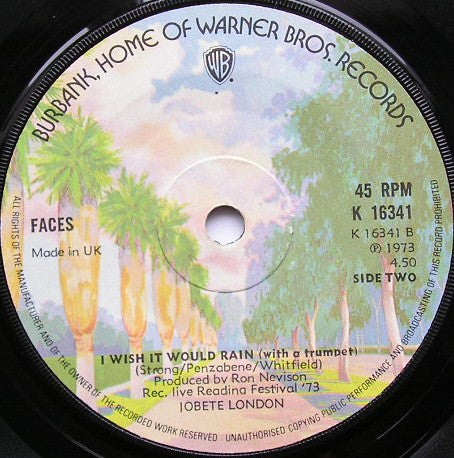 BURBANK, HOME OF WARNER BROS. RECORDS
WB
FACES
Made in UK
45 RPM
K 16341
K 16341 B
Ⓟ 1973
4.50
SIDE TWO
I WISH IT WOULD RAIN (with a trumpet)
(Strong/Penzabene/Whitfield)
Produced by Ron Nevison
Rec. live Reading Festival '73
JOBETE LONDON
ALL RIGHTS OF THE MANUFACTURER AND OF THE OWNER OF THE RECORDED WORK RESERVED · UNAUTHORISED COPYING PUBLIC PERFORMANCE AND BROADCASTING OF THIS RECORD PROHIBITED